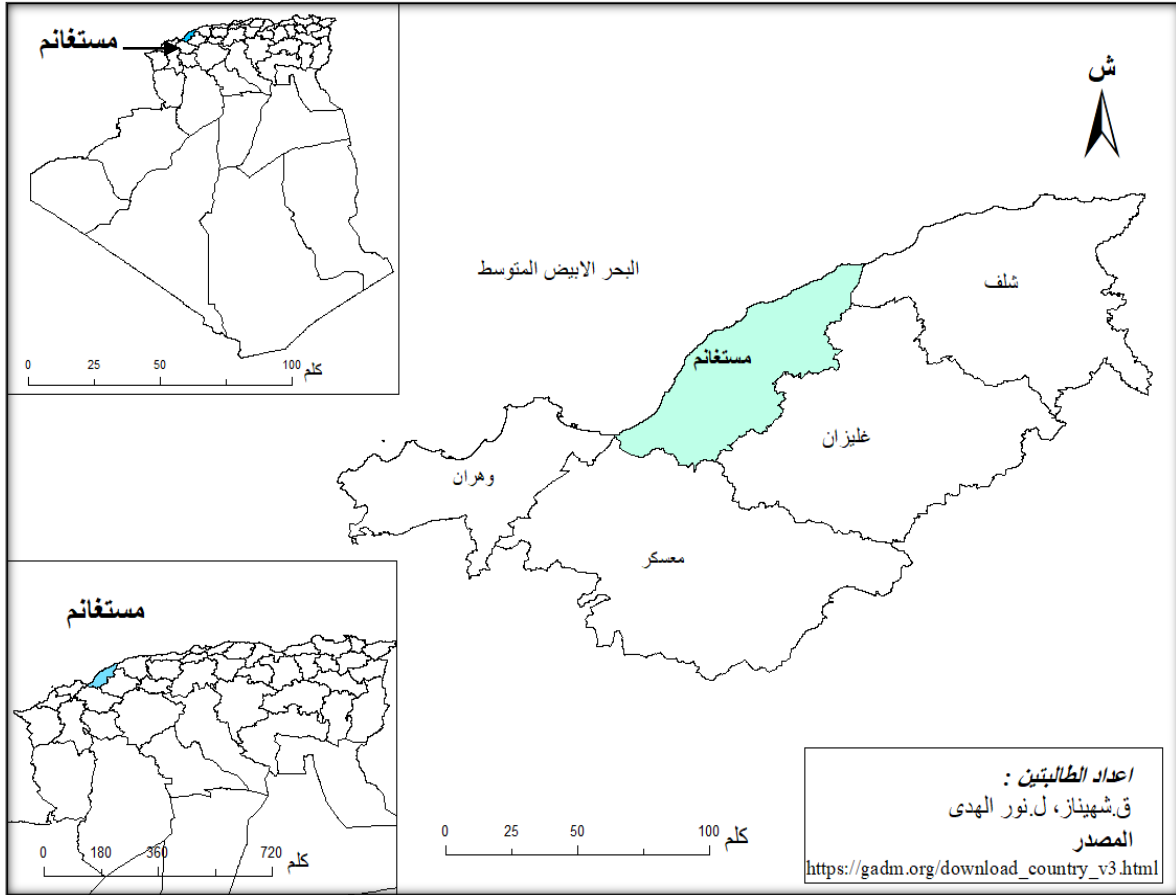 مستغانم
0 25 50 100 كلم
ش
البحر الابيض المتوسط
شلف
مستغانم
غليزان
وهران
معسكر
مستغانم
0 180 360 720 كلم
0 25 50 100 كلم
اعداد الطالبتين :
ق.شهيناز، ل.نور الهدى
المصدر
https://gadm.org/download_country_v3.html